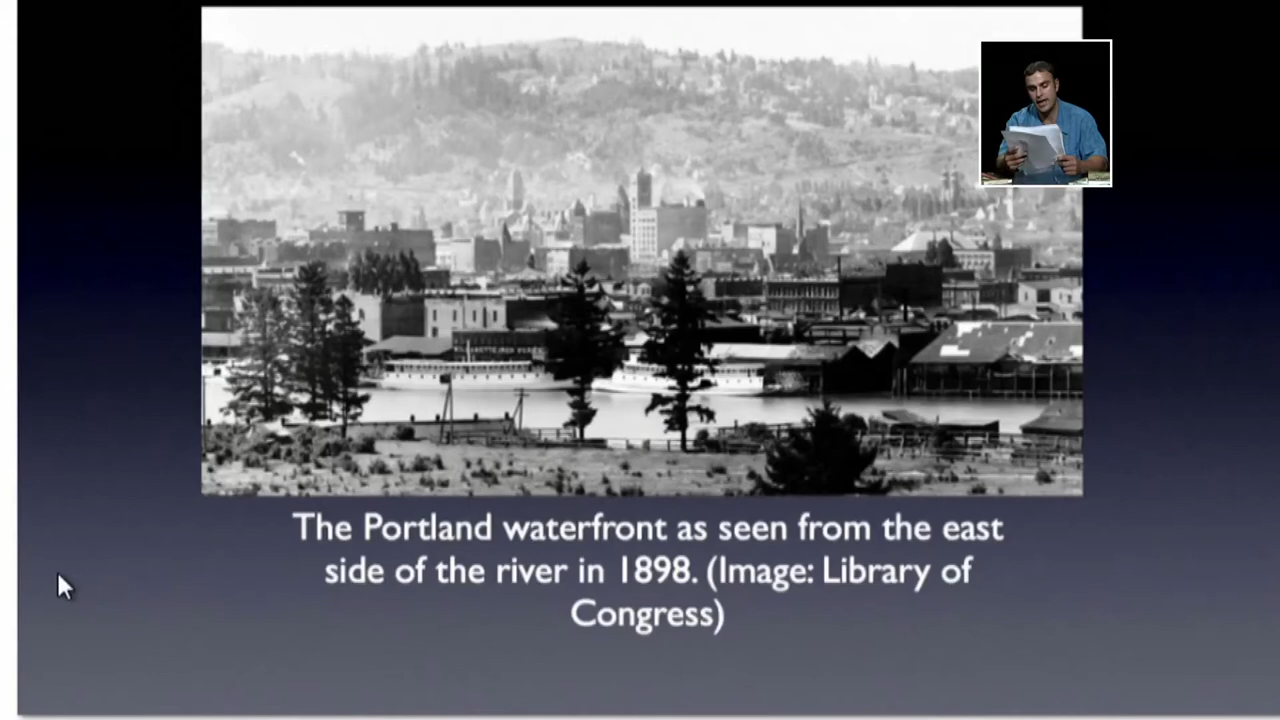 The Portland waterfront as seen from the east
side of the river in 1898. (Image: Library of
Congress)